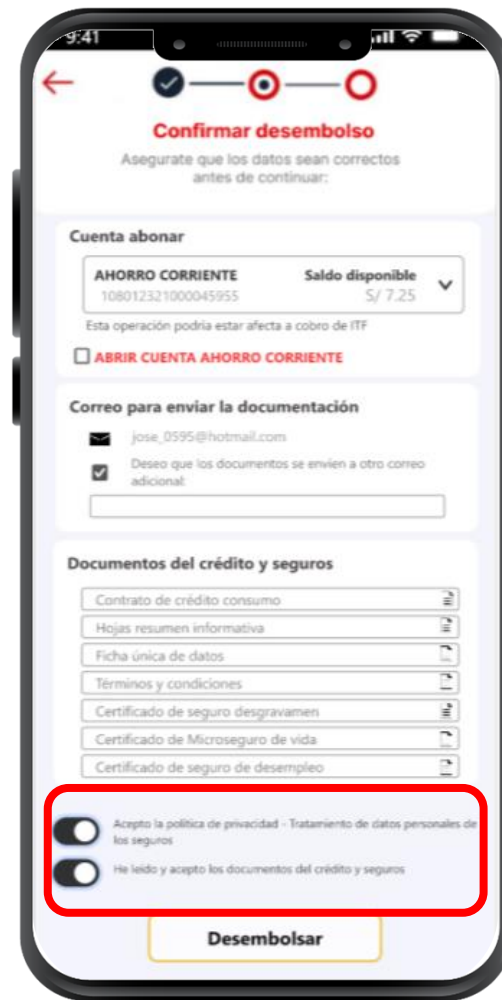 9:41
Confirmar desembolso
Asegurate que los datos sean correctos
antes de continuar:
Cuenta abonar
AHORRO CORRIENTE Saldo disponible
108012321000045955 S/ 7.25
Esta operación podria estar afecta a cobro de ITF
ABRIR CUENTA AHORRO CORRIENTE
Correo para enviar la documentación
jose_0595@hotmail.com
Deseo que los documentos se envien a otro correo
adicional:
Documentos del crédito y seguros
Contrato de crédito consumo
Hojas resumen informativa
Ficha única de datos
Términos y condiciones
Certificado de seguro desgravamen
Certificado de Microseguro de vida
Certificado de seguro de desempleo
Acepto la política de privacidad - Tratamiento de datos personales de
los seguros
He leído y acepto los documentos del crédito y seguros
Desembolsar